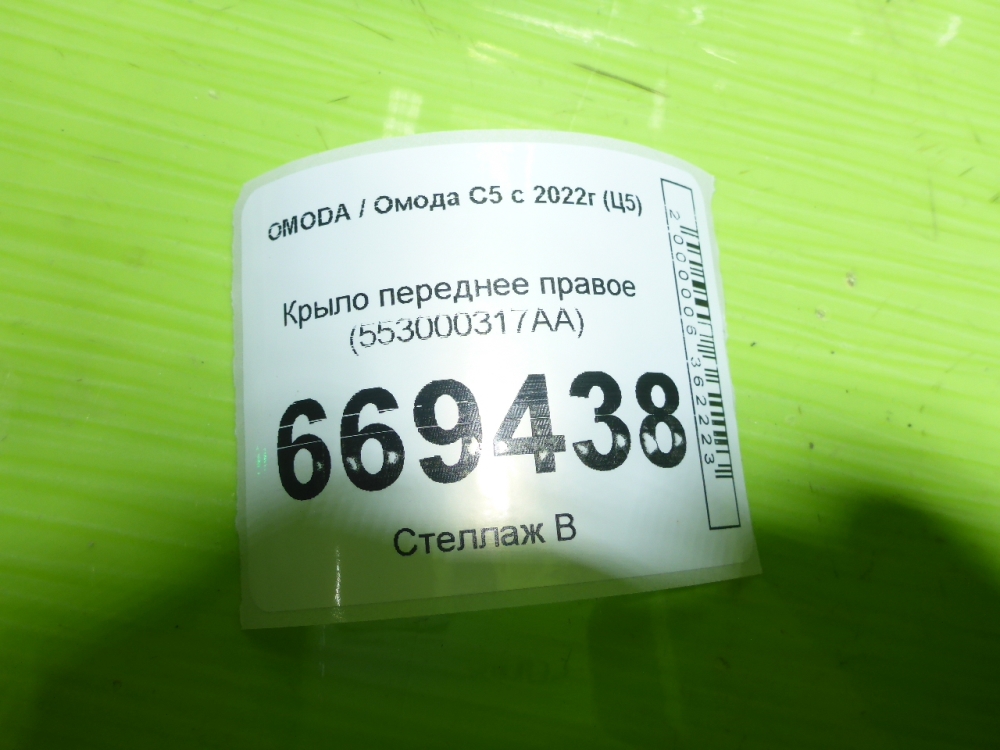 OMODA / Омода C5 с 2022г (Ц5)
Крыло переднее правое
(553000317AA)
669438
Стеллаж В
2000006362223